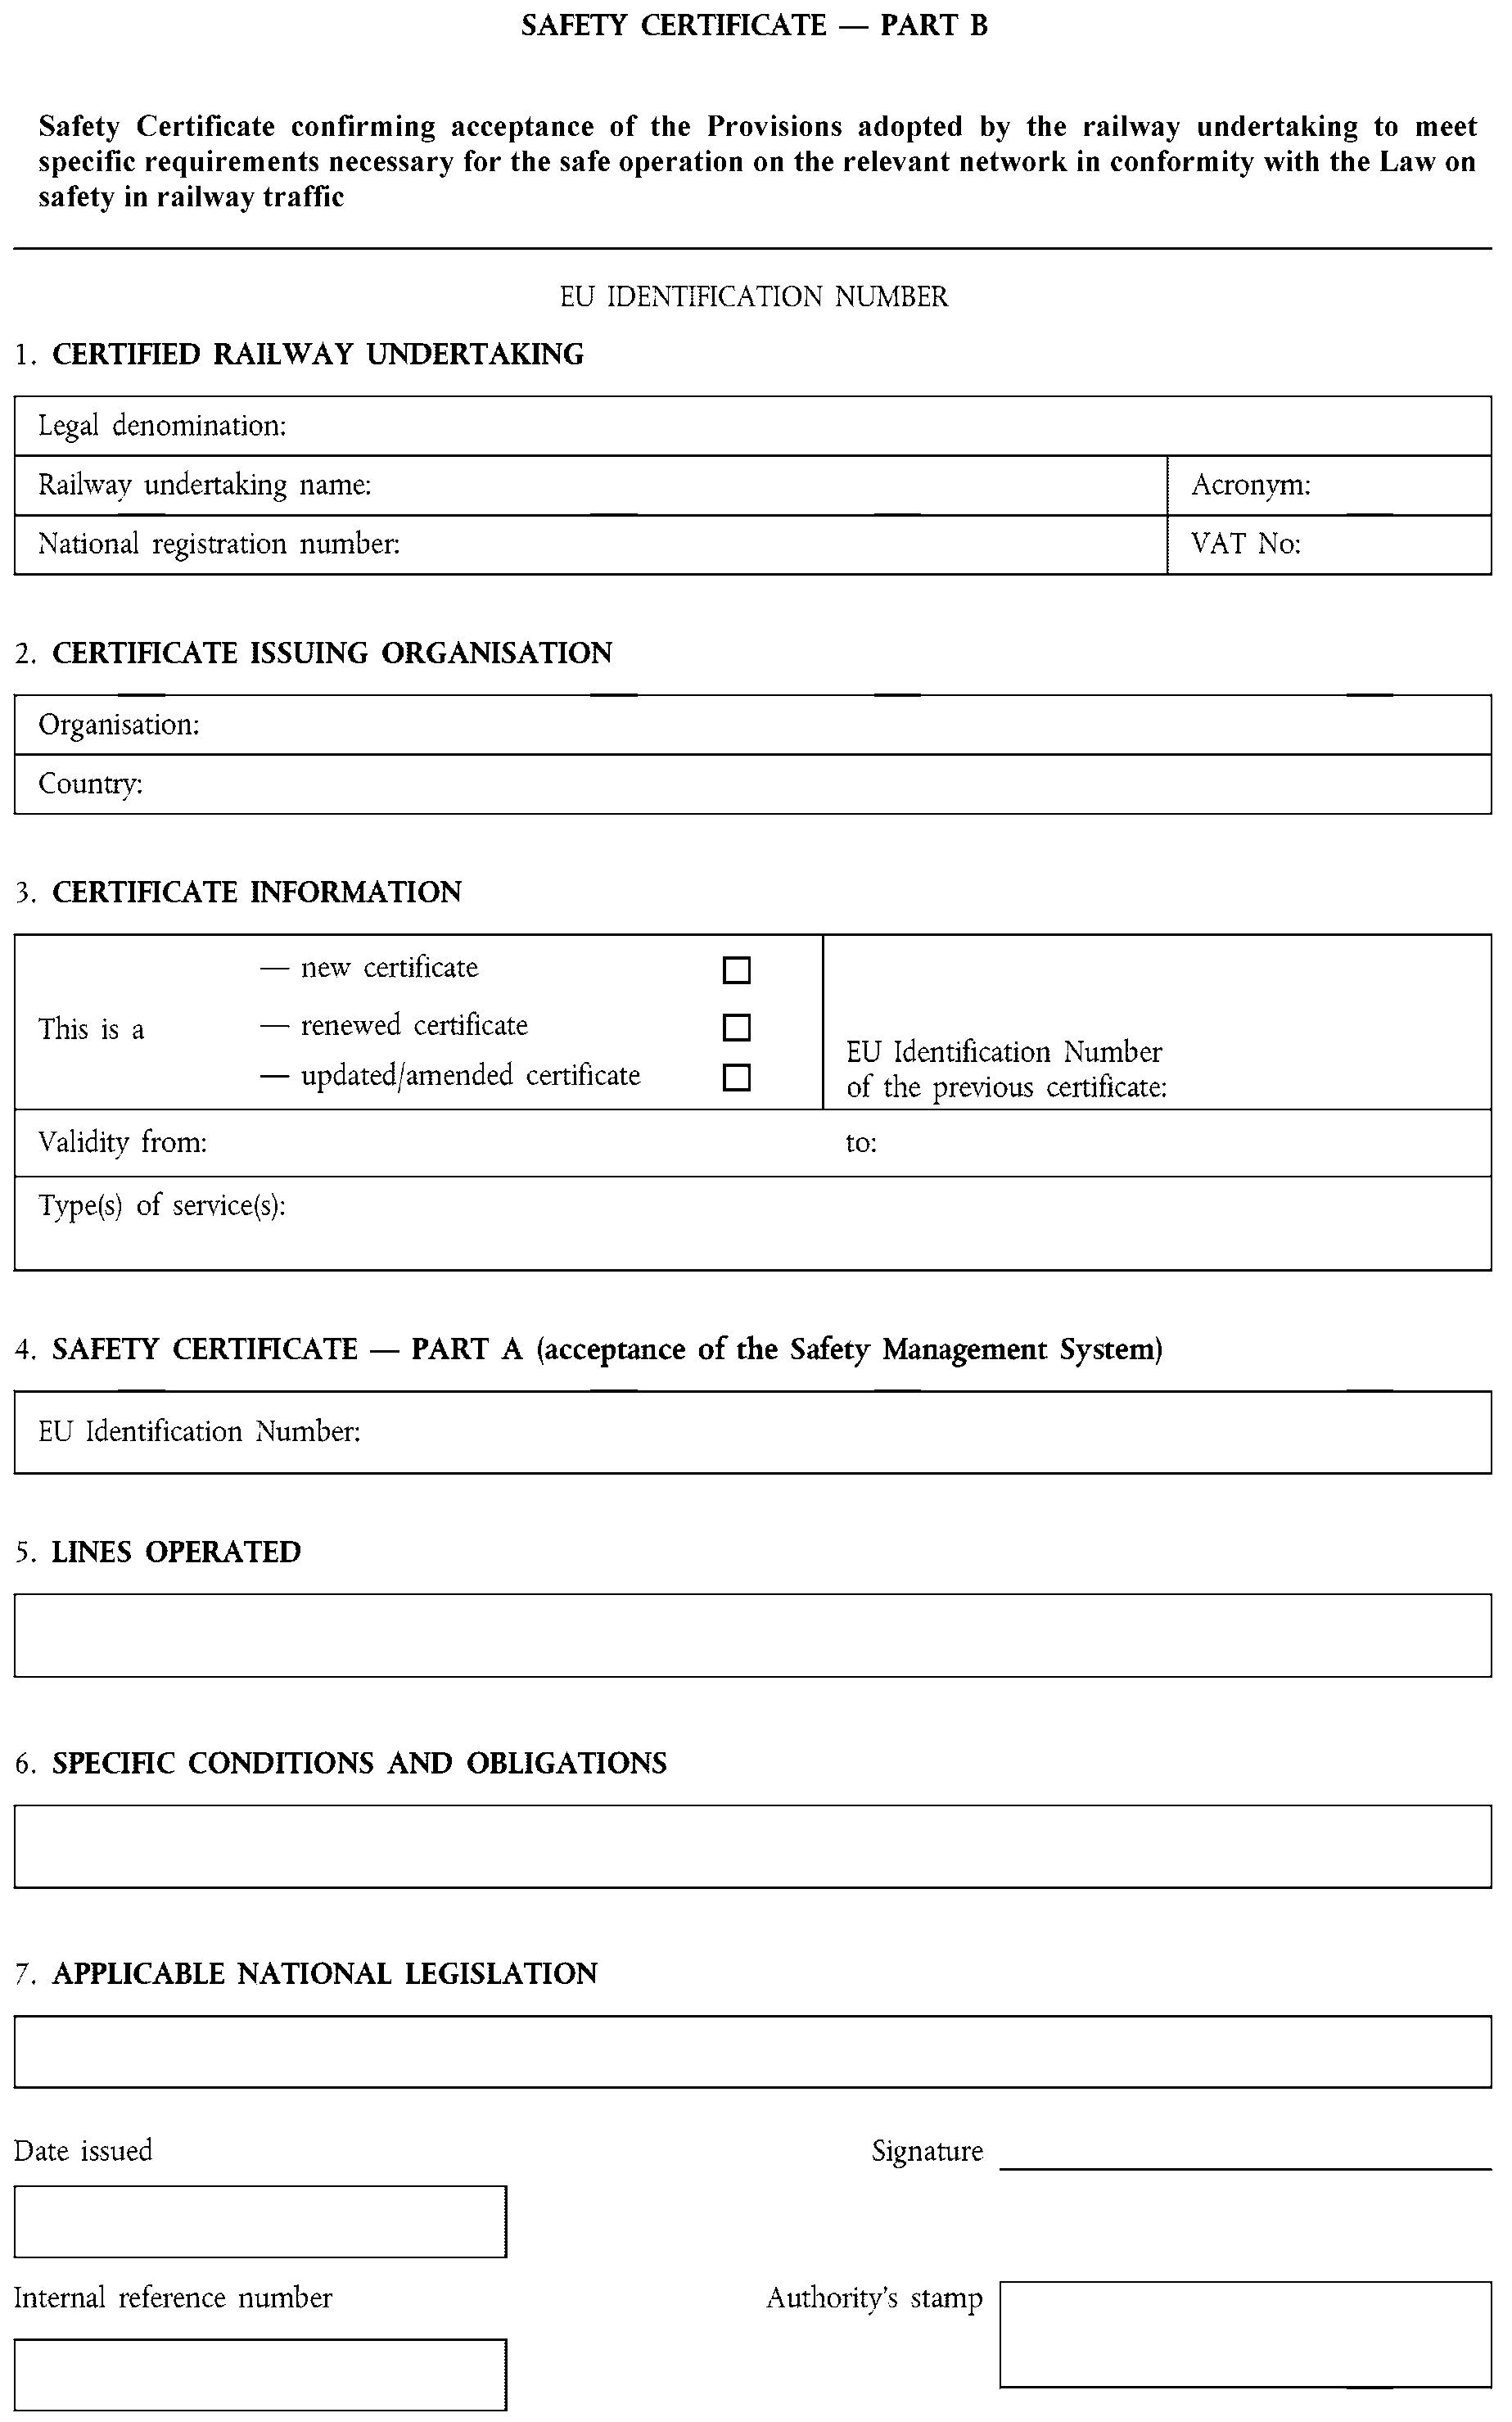 SAFETY CERTIFICATE — PART B
Safety Certificate confirming acceptance of the Provisions adopted by the railway undertaking to meet
specific requirements necessary for the safe operation on the relevant network in conformity with the Law on
safety in railway traffic
EU IDENTIFICATION NUMBER
1. CERTIFIED RAILWAY UNDERTAKING
Legal denomination:
Railway undertaking name: Acronym:
National registration number: VAT No:
2. CERTIFICATE ISSUING ORGANISATION
Organisation:
Country:
3. CERTIFICATE INFORMATION
This is a
— new certificate
— renewed certificate
— updated/amended certificate
EU Identification Number
of the previous certificate:
Validity from: to:
Type(s) of service(s):
4. SAFETY CERTIFICATE — PART A (acceptance of the Safety Management System)
EU Identification Number:
5. LINES OPERATED
6. SPECIFIC CONDITIONS AND OBLIGATIONS
7. APPLICABLE NATIONAL LEGISLATION
Date issued Signature
Internal reference number Authority's stamp